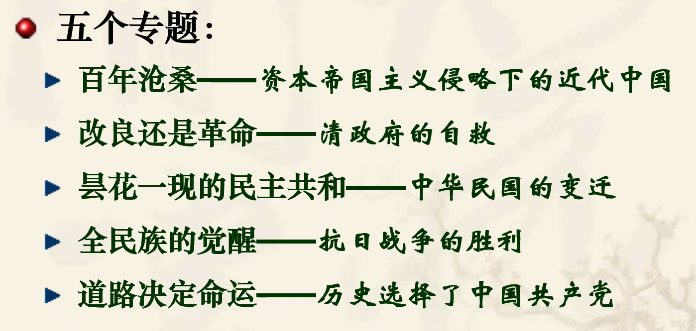 五个专题:
百年沧桑——资本帝国主义侵略下的近代中国
改良还是革命——清政府的自救
昙花一现的民主共和——中华民国的变迁
全民族的觉醒——抗日战争的胜利
道路决定命运——历史选择了中国共产党